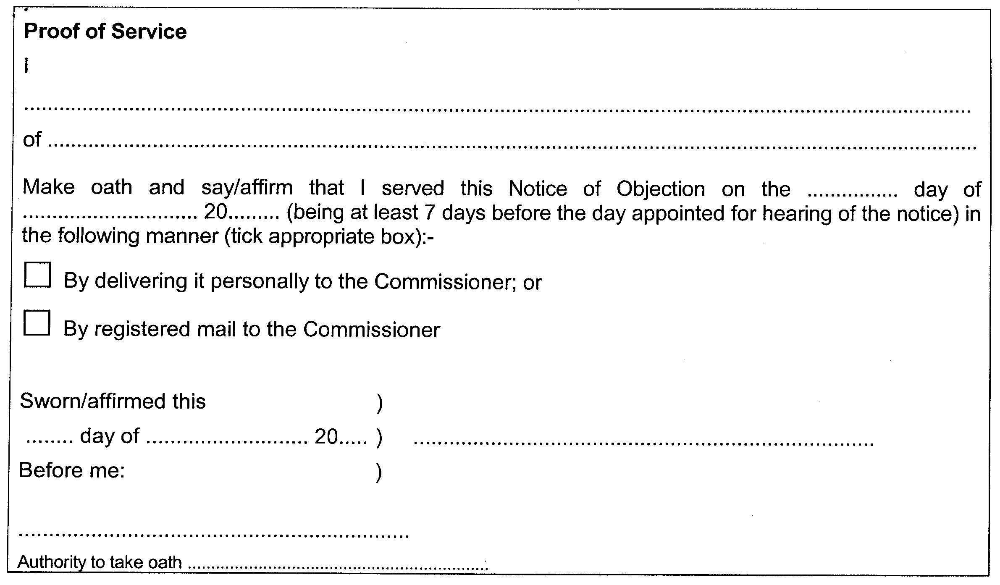 Proof of Service
I
................................................................................
of ................................................................................
Make oath and say/affirm that I served this Notice of Objection on the ................ day of
............................... 20......... (being at least 7 days before the day appointed for hearing of the notice) in
the following manner (tick appropriate box):-
By delivering it personally to the Commissioner; or
By registered mail to the Commissioner
Sworn/affirmed this )
........ day of ........................... 20..... ) ................................................................................
Before me: )
.................................................................
Authority to take oath .................................................................